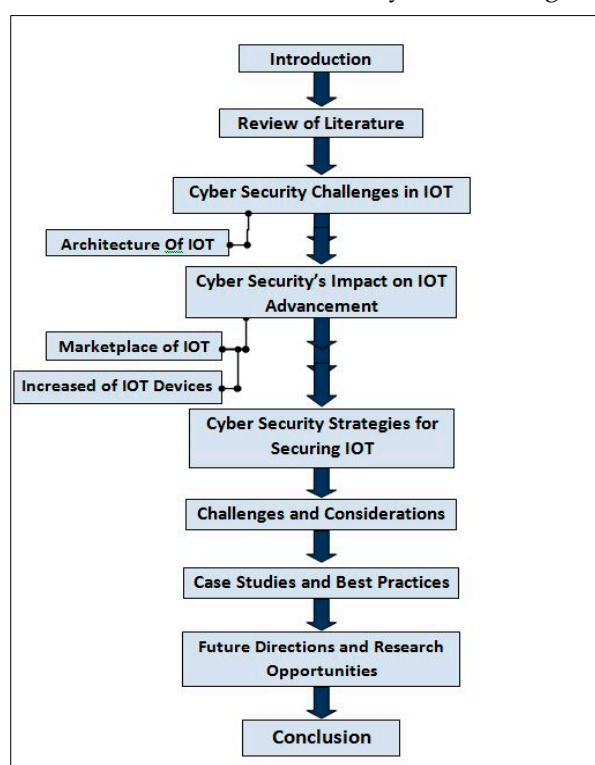 Introduction
Review of Literature
Cyber Security Challenges in IOT
Architecture Of IOT
Cyber Security's Impact on IOT
Advancement
Marketplace of IOT
Increased of IOT Devices
Cyber Security Strategies for
Securing IOT
Challenges and Considerations
Case Studies and Best Practices
Future Directions and Research
Opportunities
Conclusion